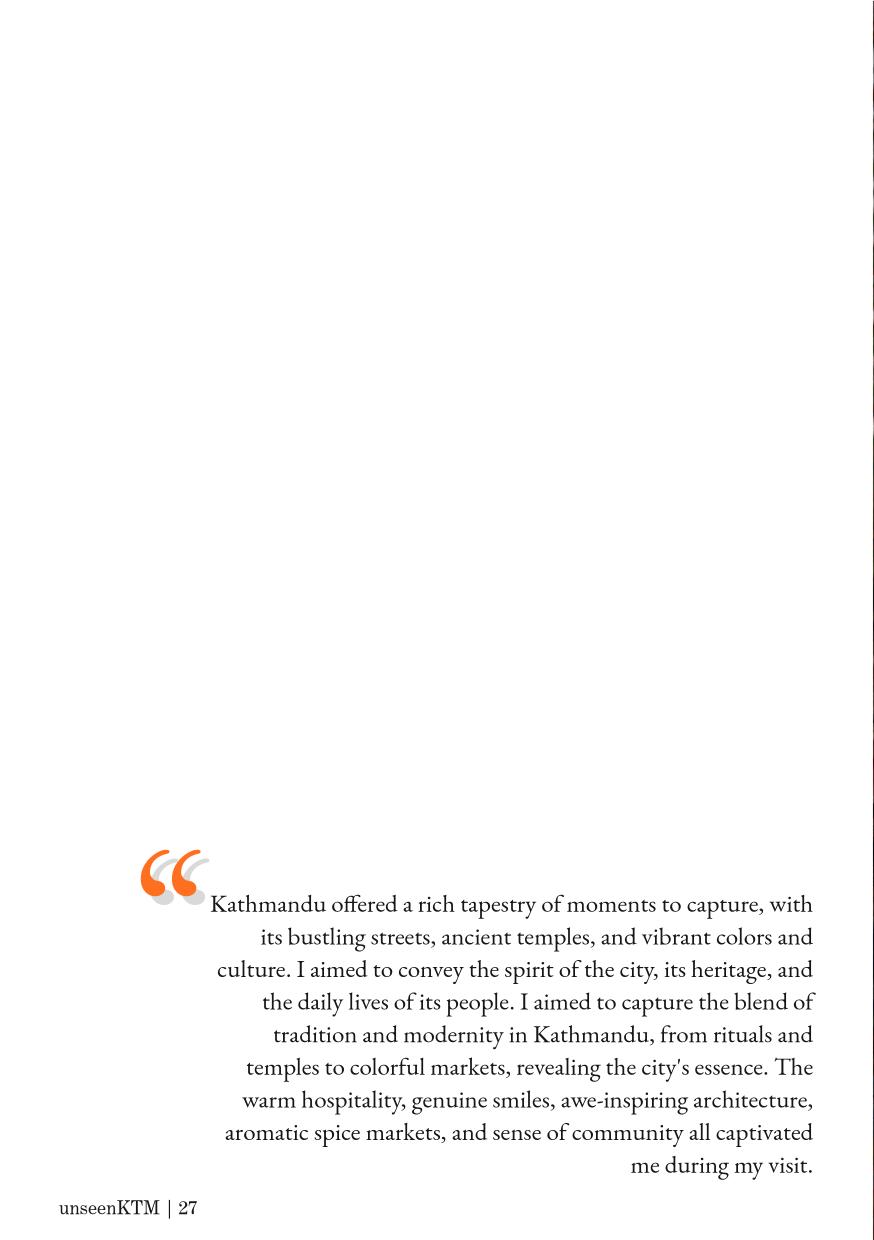 “
Kathmandu offered a rich tapestry of moments to capture, with
its bustling streets, ancient temples, and vibrant colors and
culture. I aimed to convey the spirit of the city, its heritage, and
the daily lives of its people. I aimed to capture the blend of
tradition and modernity in Kathmandu, from rituals and
temples to colorful markets, revealing the city's essence. The
warm hospitality, genuine smiles, awe-inspiring architecture,
aromatic spice markets, and sense of community all captivated
me during my visit.
unseenKTM | 27